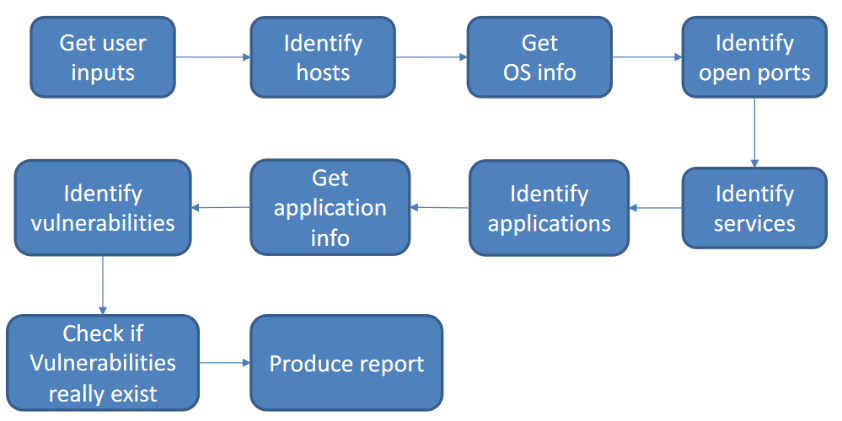 Get user
inputs
Identify
hosts
Get
OS info
Identify
open ports
Identify
services
Identify
applications
Get
application
info
Identify
vulnerabilities
Check if
Vulnerabilities
really exist
Produce report